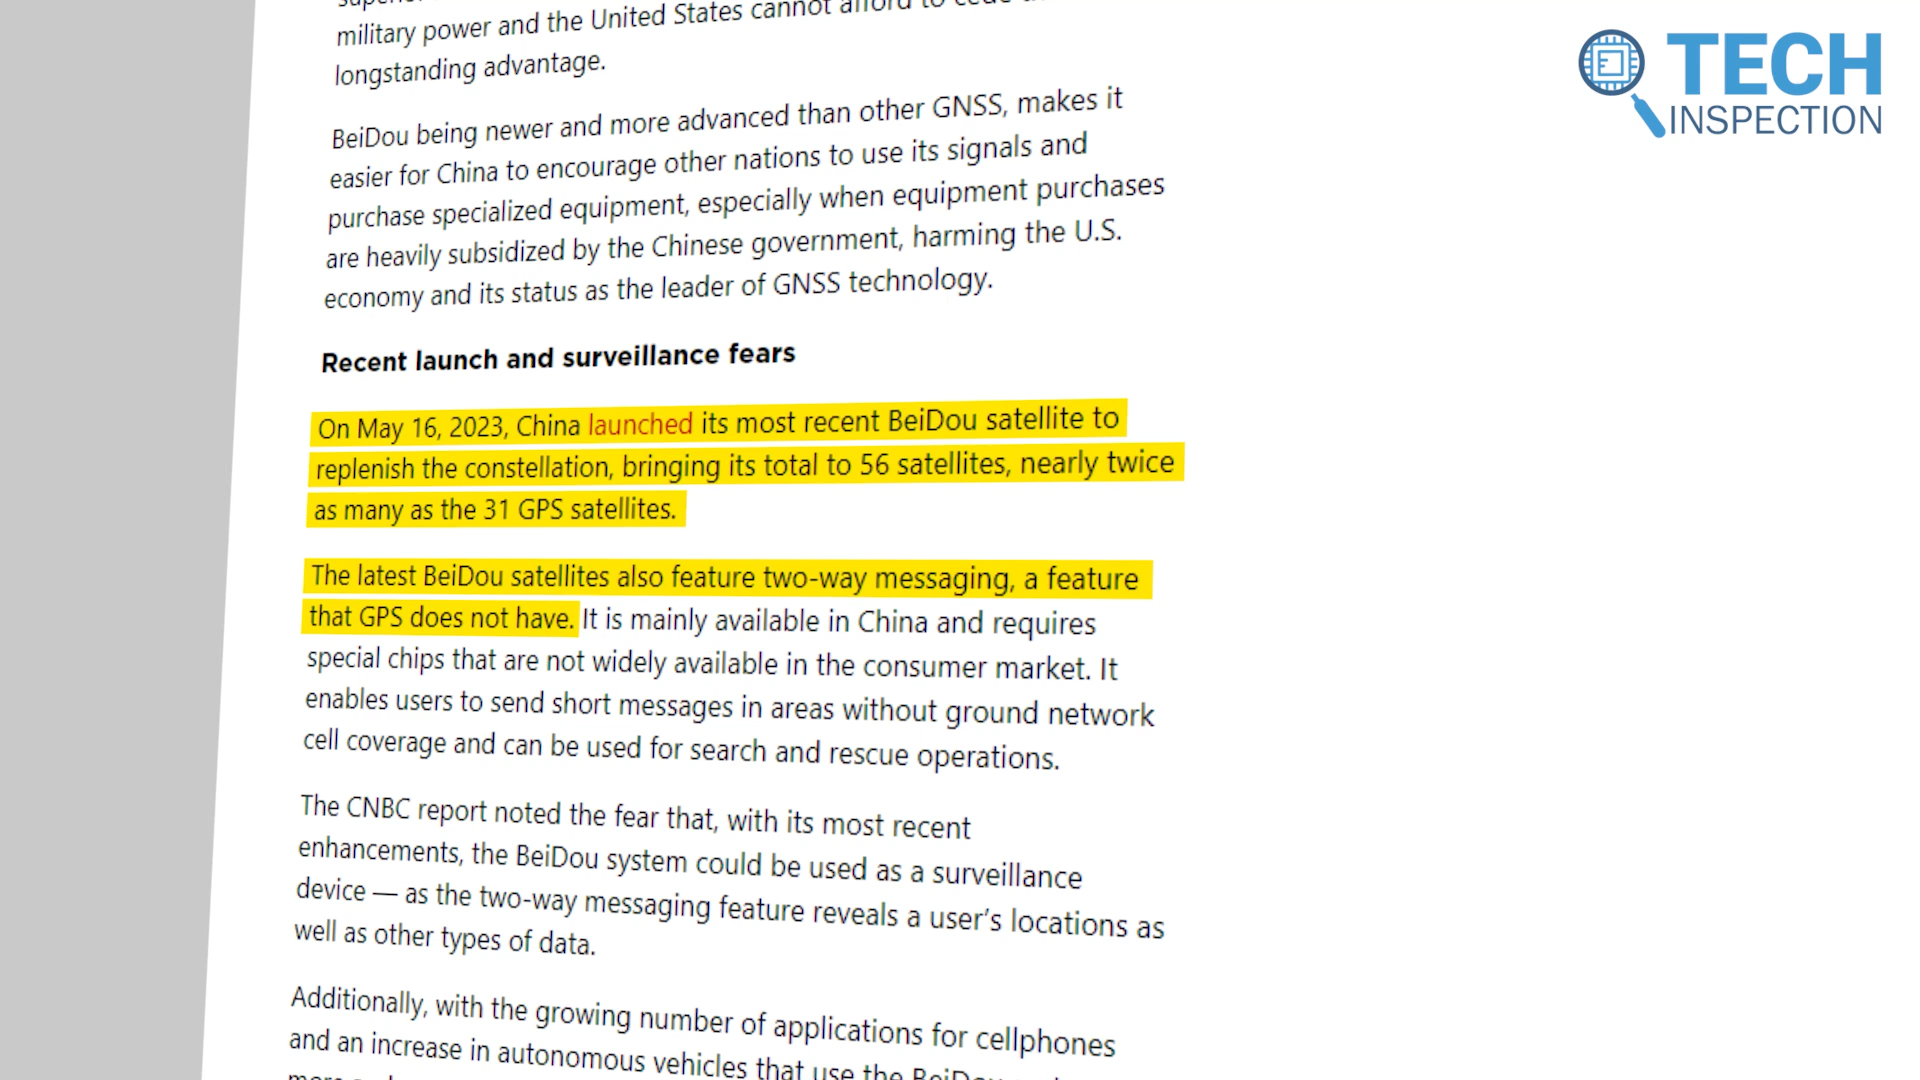 military power and the United States cannot afford to
longstanding advantage.
BeiDou being newer and more advanced than other GNSS, makes it
easier for China to encourage other nations to use its signals and
purchase specialized equipment, especially when equipment purchases
are heavily subsidized by the Chinese government, harming the U.S.
economy and its status as the leader of GNSS technology.
Recent launch and surveillance fears
On May 16, 2023, China launched its most recent BeiDou satellite to
replenish the constellation, bringing its total to 56 satellites, nearly twice
as many as the 31 GPS satellites.
The latest BeiDou satellites also feature two-way messaging, a feature
that GPS does not have. It is mainly available in China and requires
special chips that are not widely available in the consumer market. It
enables users to send short messages in areas without ground network
cell coverage and can be used for search and rescue operations.
The CNBC report noted the fear that, with its most recent
enhancements, the BeiDou system could be used as a surveillance
device — as the two-way messaging feature reveals a user's locations as
well as other types of data.
Additionally, with the growing number of applications for cellphones
and an increase in autonomous vehicles that use the BeiDou
TECH
INSPECTION